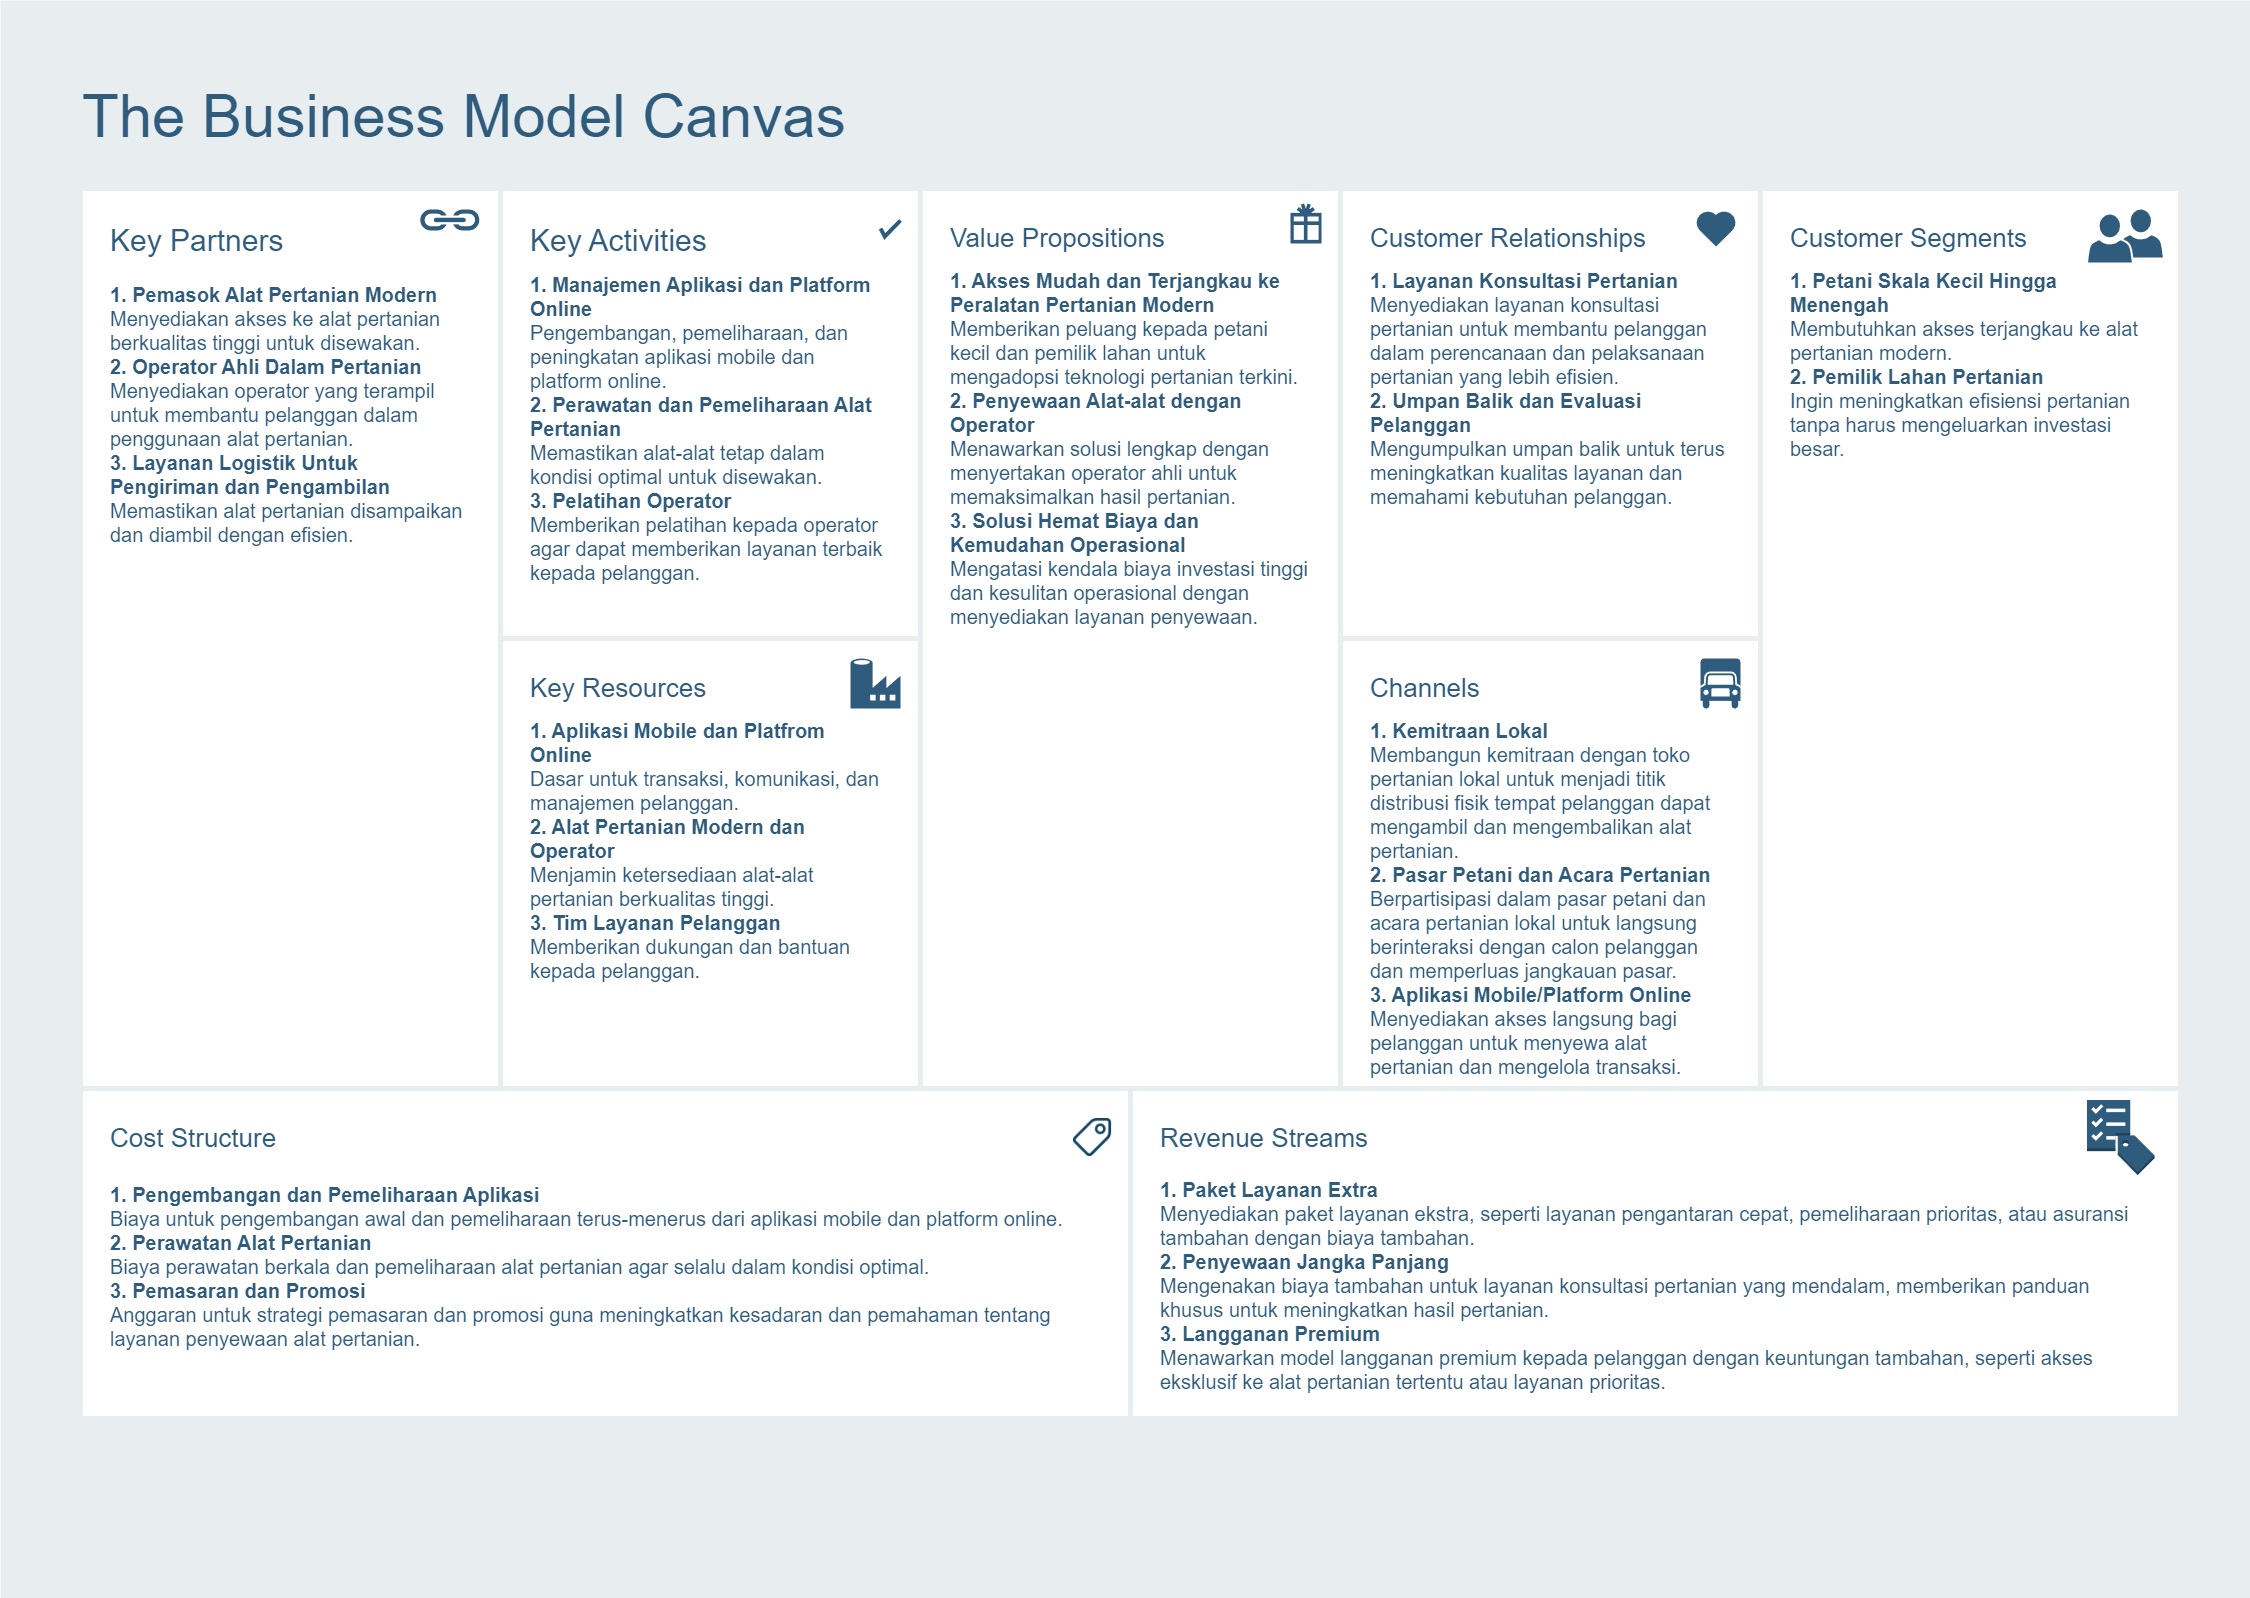 The Business Model Canvas
Key Partners
1. Pemasok Alat Pertanian Modern
Menyediakan akses ke alat pertanian
berkualitas tinggi untuk disewakan.
2. Operator Ahli Dalam Pertanian
Menyediakan operator yang terampil
untuk membantu pelanggan dalam
penggunaan alat pertanian.
3. Layanan Logistik Untuk
Pengiriman dan Pengambilan
Memastikan alat pertanian disampaikan
dan diambil dengan efisien.
Key Activities
1. Manajemen Aplikasi dan Platform
Online
Pengembangan, pemeliharaan, dan
peningkatan aplikasi mobile dan
platform online.
2. Perawatan dan Pemeliharaan Alat
Pertanian
Memastikan alat-alat tetap dalam
kondisi optimal untuk disewakan.
3. Pelatihan Operator
Memberikan pelatihan kepada operator
agar dapat memberikan layanan terbaik
kepada pelanggan.
Key Resources
1. Aplikasi Mobile dan Platfrom
Online
Dasar untuk transaksi, komunikasi, dan
manajemen pelanggan.
2. Alat Pertanian Modern dan
Operator
Menjamin ketersediaan alat-alat
pertanian berkualitas tinggi.
3. Tim Layanan Pelanggan
Memberikan dukungan dan bantuan
kepada pelanggan.
Value Propositions
1. Akses Mudah dan Terjangkau ke
Peralatan Pertanian Modern
Memberikan peluang kepada petani
kecil dan pemilik lahan untuk
mengadopsi teknologi pertanian terkini.
2. Penyewaan Alat-alat dengan
Operator
Menawarkan solusi lengkap dengan
menyertakan operator ahli untuk
memaksimalkan hasil pertanian.
3. Solusi Hemat Biaya dan
Kemudahan Operasional
Mengatasi kendala biaya investasi tinggi
dan kesulitan operasional dengan
menyediakan layanan penyewaan.
Customer Relationships
1. Layanan Konsultasi Pertanian
Menyediakan layanan konsultasi
pertanian untuk membantu pelanggan
dalam perencanaan dan pelaksanaan
pertanian yang lebih efisien.
2. Umpan Balik dan Evaluasi
Pelanggan
Mengumpulkan umpan balik untuk terus
meningkatkan kualitas layanan dan
memahami kebutuhan pelanggan.
Channels
1. Kemitraan Lokal
Membangun kemitraan dengan toko
pertanian lokal untuk menjadi titik
distribusi fisik tempat pelanggan dapat
mengambil dan mengembalikan alat
pertanian.
2. Pasar Petani dan Acara Pertanian
Berpartisipasi dalam pasar petani dan
acara pertanian lokal untuk langsung
berinteraksi dengan calon pelanggan
dan memperluas jangkauan pasar.
3. Aplikasi Mobile/Platform Online
Menyediakan akses langsung bagi
pelanggan untuk menyewa alat
pertanian dan mengelola transaksi.
Customer Segments
1. Petani Skala Kecil Hingga
Menengah
Membutuhkan akses terjangkau ke alat
pertanian modern.
2. Pemilik Lahan Pertanian
Ingin meningkatkan efisiensi pertanian
tanpa harus mengeluarkan investasi
besar.
Cost Structure
1. Pengembangan dan Pemeliharaan Aplikasi
Biaya untuk pengembangan awal dan pemeliharaan terus-menerus dari aplikasi mobile dan platform online.
2. Perawatan Alat Pertanian
Biaya perawatan berkala dan pemeliharaan alat pertanian agar selalu dalam kondisi optimal.
3. Pemasaran dan Promosi
Anggaran untuk strategi pemasaran dan promosi guna meningkatkan kesadaran dan pemahaman tentang
layanan penyewaan alat pertanian.
Revenue Streams
1. Paket Layanan Extra
Menyediakan paket layanan ekstra, seperti layanan pengantaran cepat, pemeliharaan prioritas, atau asuransi
tambahan dengan biaya tambahan.
2. Penyewaan Jangka Panjang
Mengenakan biaya tambahan untuk layanan konsultasi pertanian yang mendalam, memberikan panduan
khusus untuk meningkatkan hasil pertanian.
3. Langganan Premium
Menawarkan model langganan premium kepada pelanggan dengan keuntungan tambahan, seperti akses
eksklusif ke alat pertanian tertentu atau layanan prioritas.